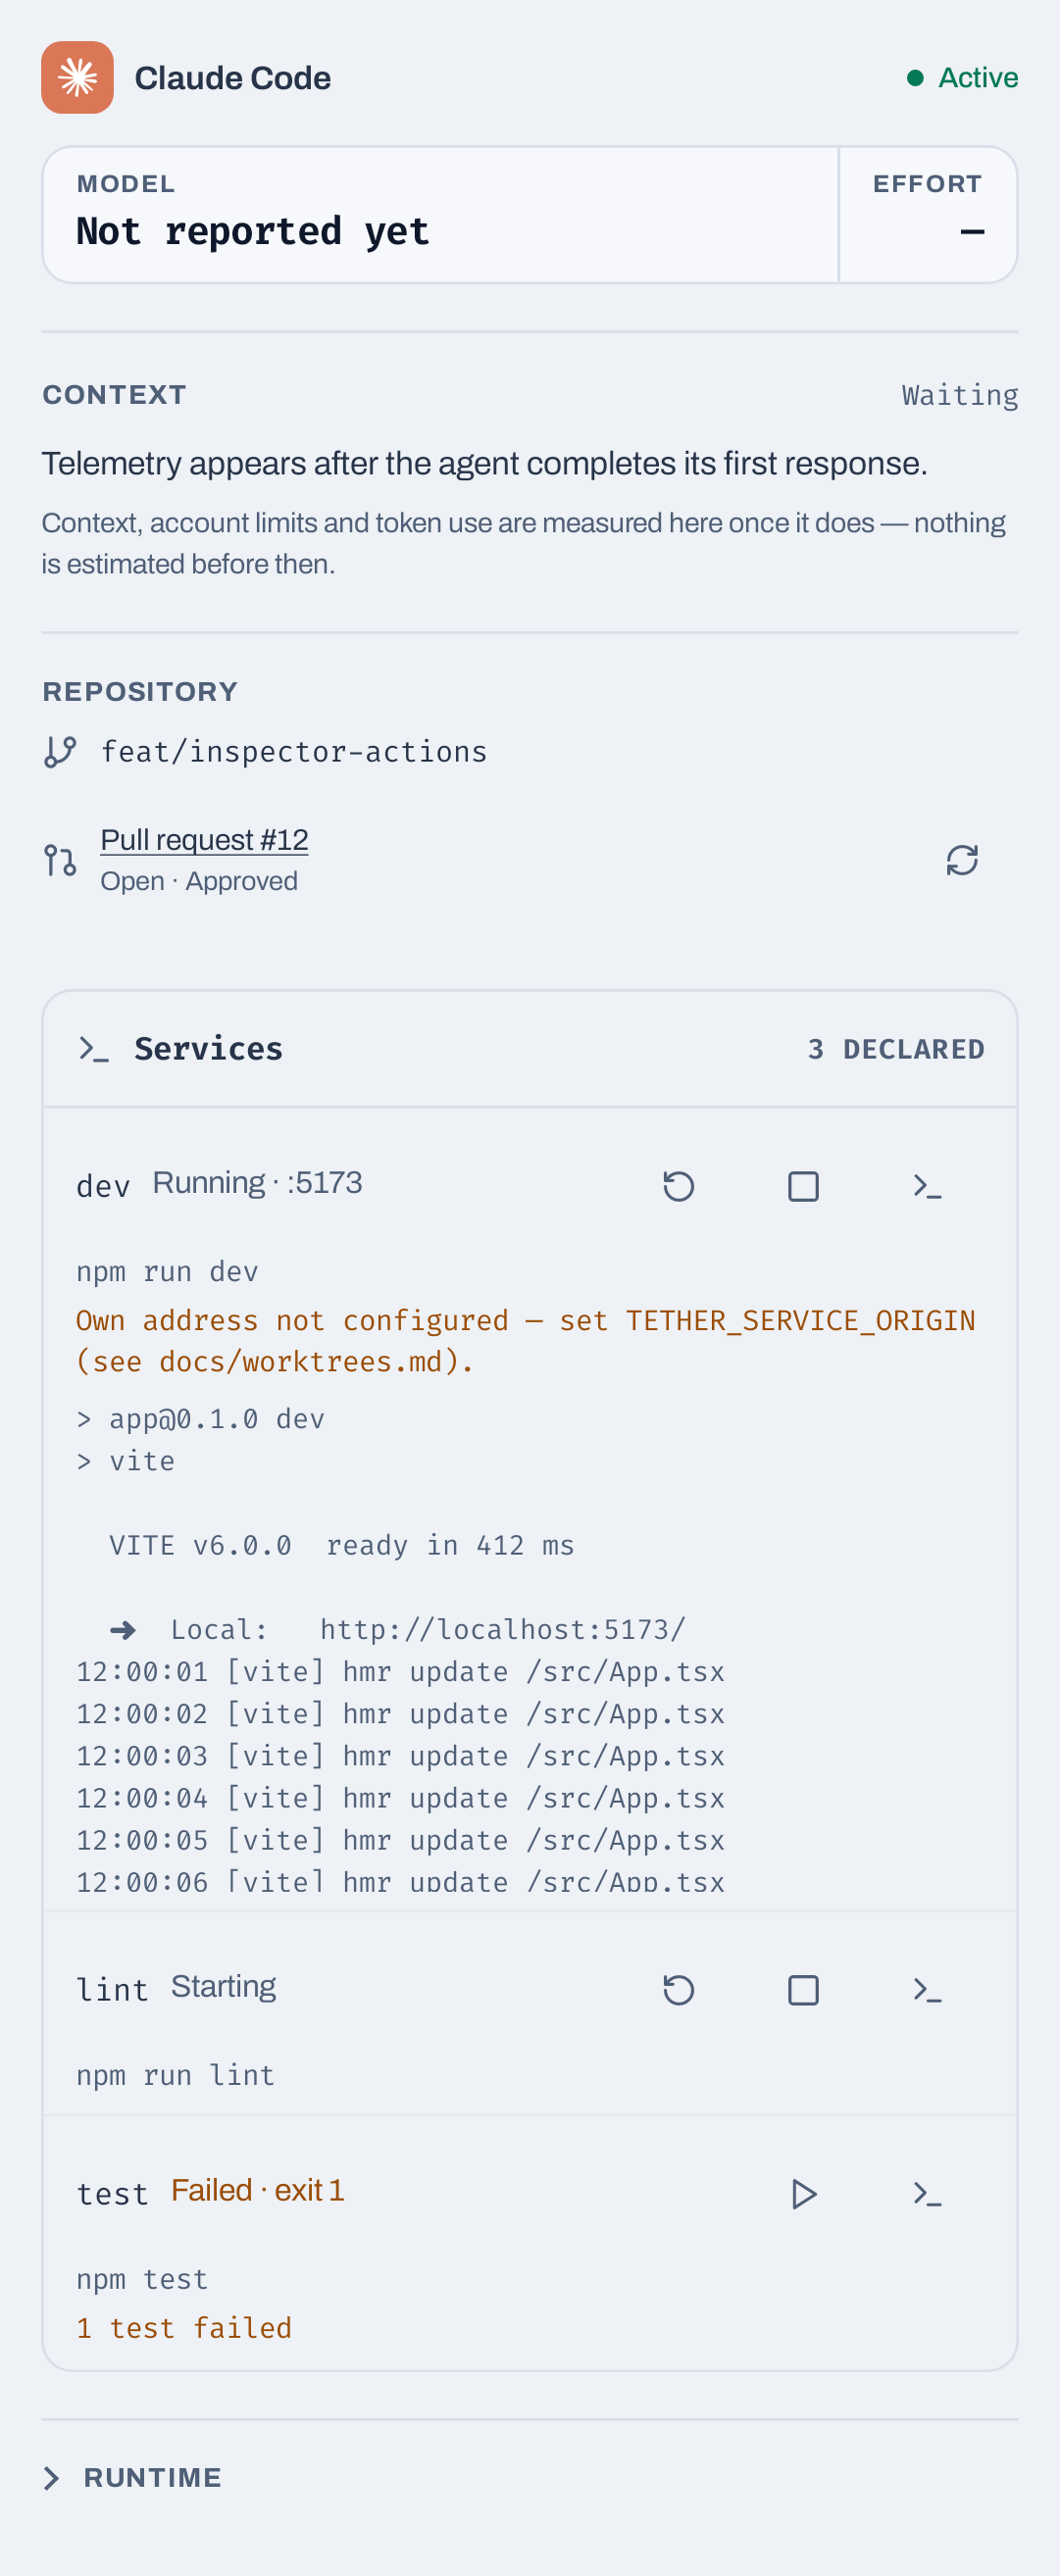 Claude Code
Active
MODEL
EFFORT
Not reported yet
—
CONTEXT
Waiting
Telemetry appears after the agent completes its first response.
Context, account limits and token use are measured here once it does — nothing
is estimated before then.
REPOSITORY
feat/inspector-actions
Pull request #12
Open · Approved
Services
3 DECLARED
dev Running · :5173
npm run dev
Own address not configured — set TETHER_SERVICE_ORIGIN
(see docs/worktrees.md).
> app@0.1.0 dev
> vite
VITE v6.0.0  ready in 412 ms
➜  Local:   http://localhost:5173/
12:00:01 [vite] hmr update /src/App.tsx
12:00:02 [vite] hmr update /src/App.tsx
12:00:03 [vite] hmr update /src/App.tsx
12:00:04 [vite] hmr update /src/App.tsx
12:00:05 [vite] hmr update /src/App.tsx
12:00:06 [vite] hmr update /src/App.tsx
lint Starting
npm run lint
test Failed · exit 1
npm test
1 test failed
RUNTIME